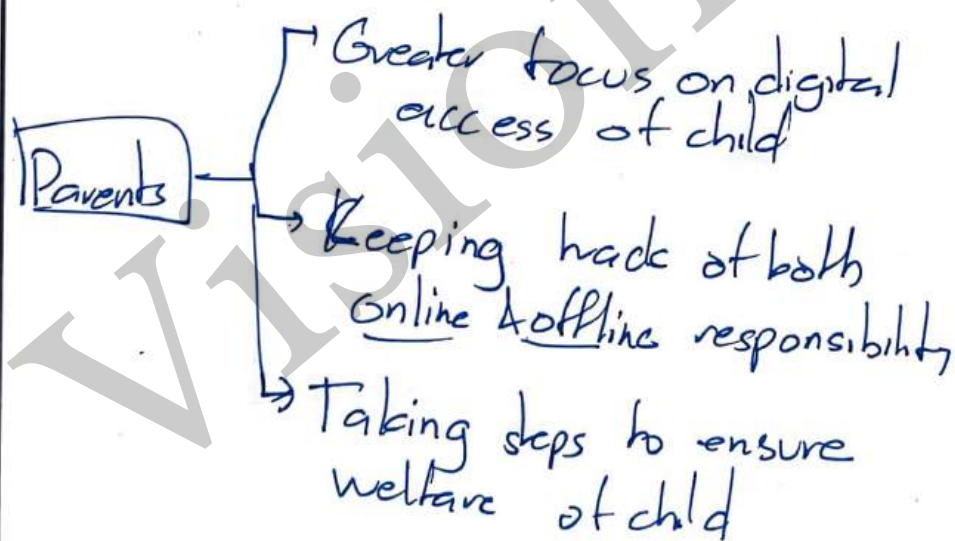 Parents
→ Greater focus on digital
access of child
→ Keeping track of both
online & offline responsibility
→ Taking steps to ensure
welfare of child
Vision